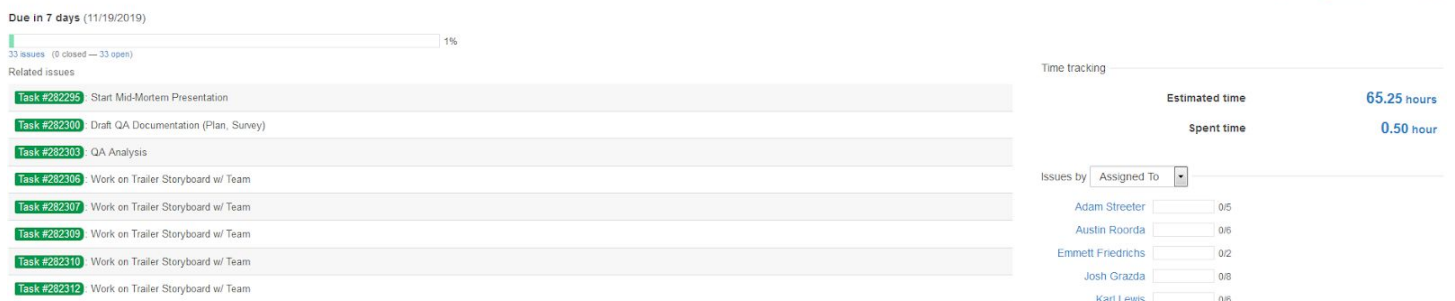 Due in 7 days (11/19/2019)
1%
33 issues (0 closed — 33 open)
Related issues
Task #282295: Start Mid-Mortem Presentation
Task #282300: Draft QA Documentation (Plan, Survey)
Task #282303: QA Analysis
Task #282306: Work on Trailer Storyboard w/ Team
Task #282307: Work on Trailer Storyboard w/ Team
Task #282309: Work on Trailer Storyboard w/ Team
Task #282310: Work on Trailer Storyboard w/ Team
Task #282312: Work on Trailer Storyboard w/ Team
Time tracking
Estimated time 65.25 hours
Spent time 0.50 hour
Issues by Assigned To
Adam Streeter 0/5
Austin Roorda 0/6
Emmett Friedrichs 0/2
Josh Grazda 0/8
Karl Lewis 0/6